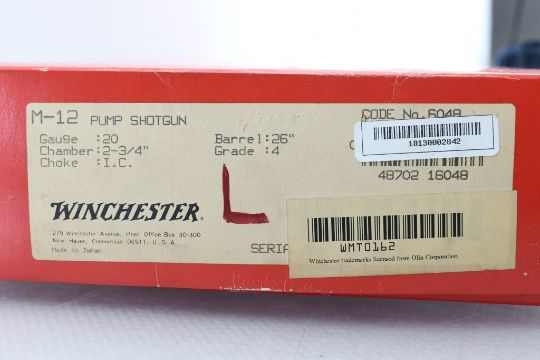 M-12 PUMP SHOTGUN
CODE No. 6048
Gauge :20
Barrel:26"
Chamber:2-3/4"
Grade :4
Choke :I.C.
18138002842
48702 16048
L
WINCHESTER®
275 Winchester Avenue, Post Office Box 30-300
New Haven, Connecticut 06511, U.S.A.
Made in Japan
SERIA
WMT0162
Winchester trademarks licensed from Olin Corporation